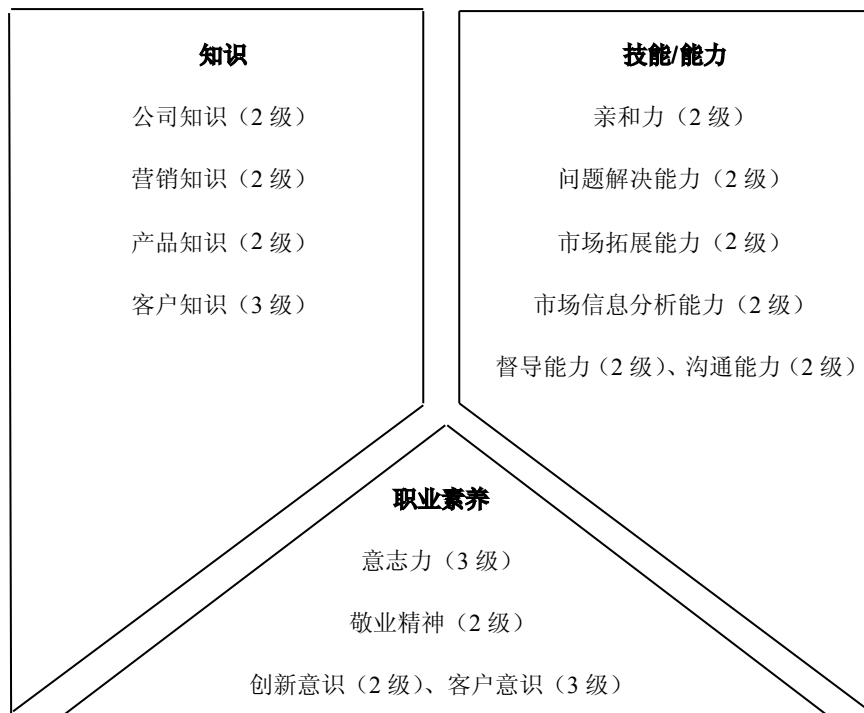 知识
公司知识（2 级）
营销知识（2 级）
产品知识（2 级）
客户知识（3 级）
技能/能力
亲和力（2 级）
问题解决能力（2 级）
市场拓展能力（2 级）
市场信息分析能力（2 级）
督导能力（2 级）、沟通能力（2 级）
职业素养
意志力（3 级）
敬业精神（2 级）
创新意识（2 级）、客户意识（3 级）